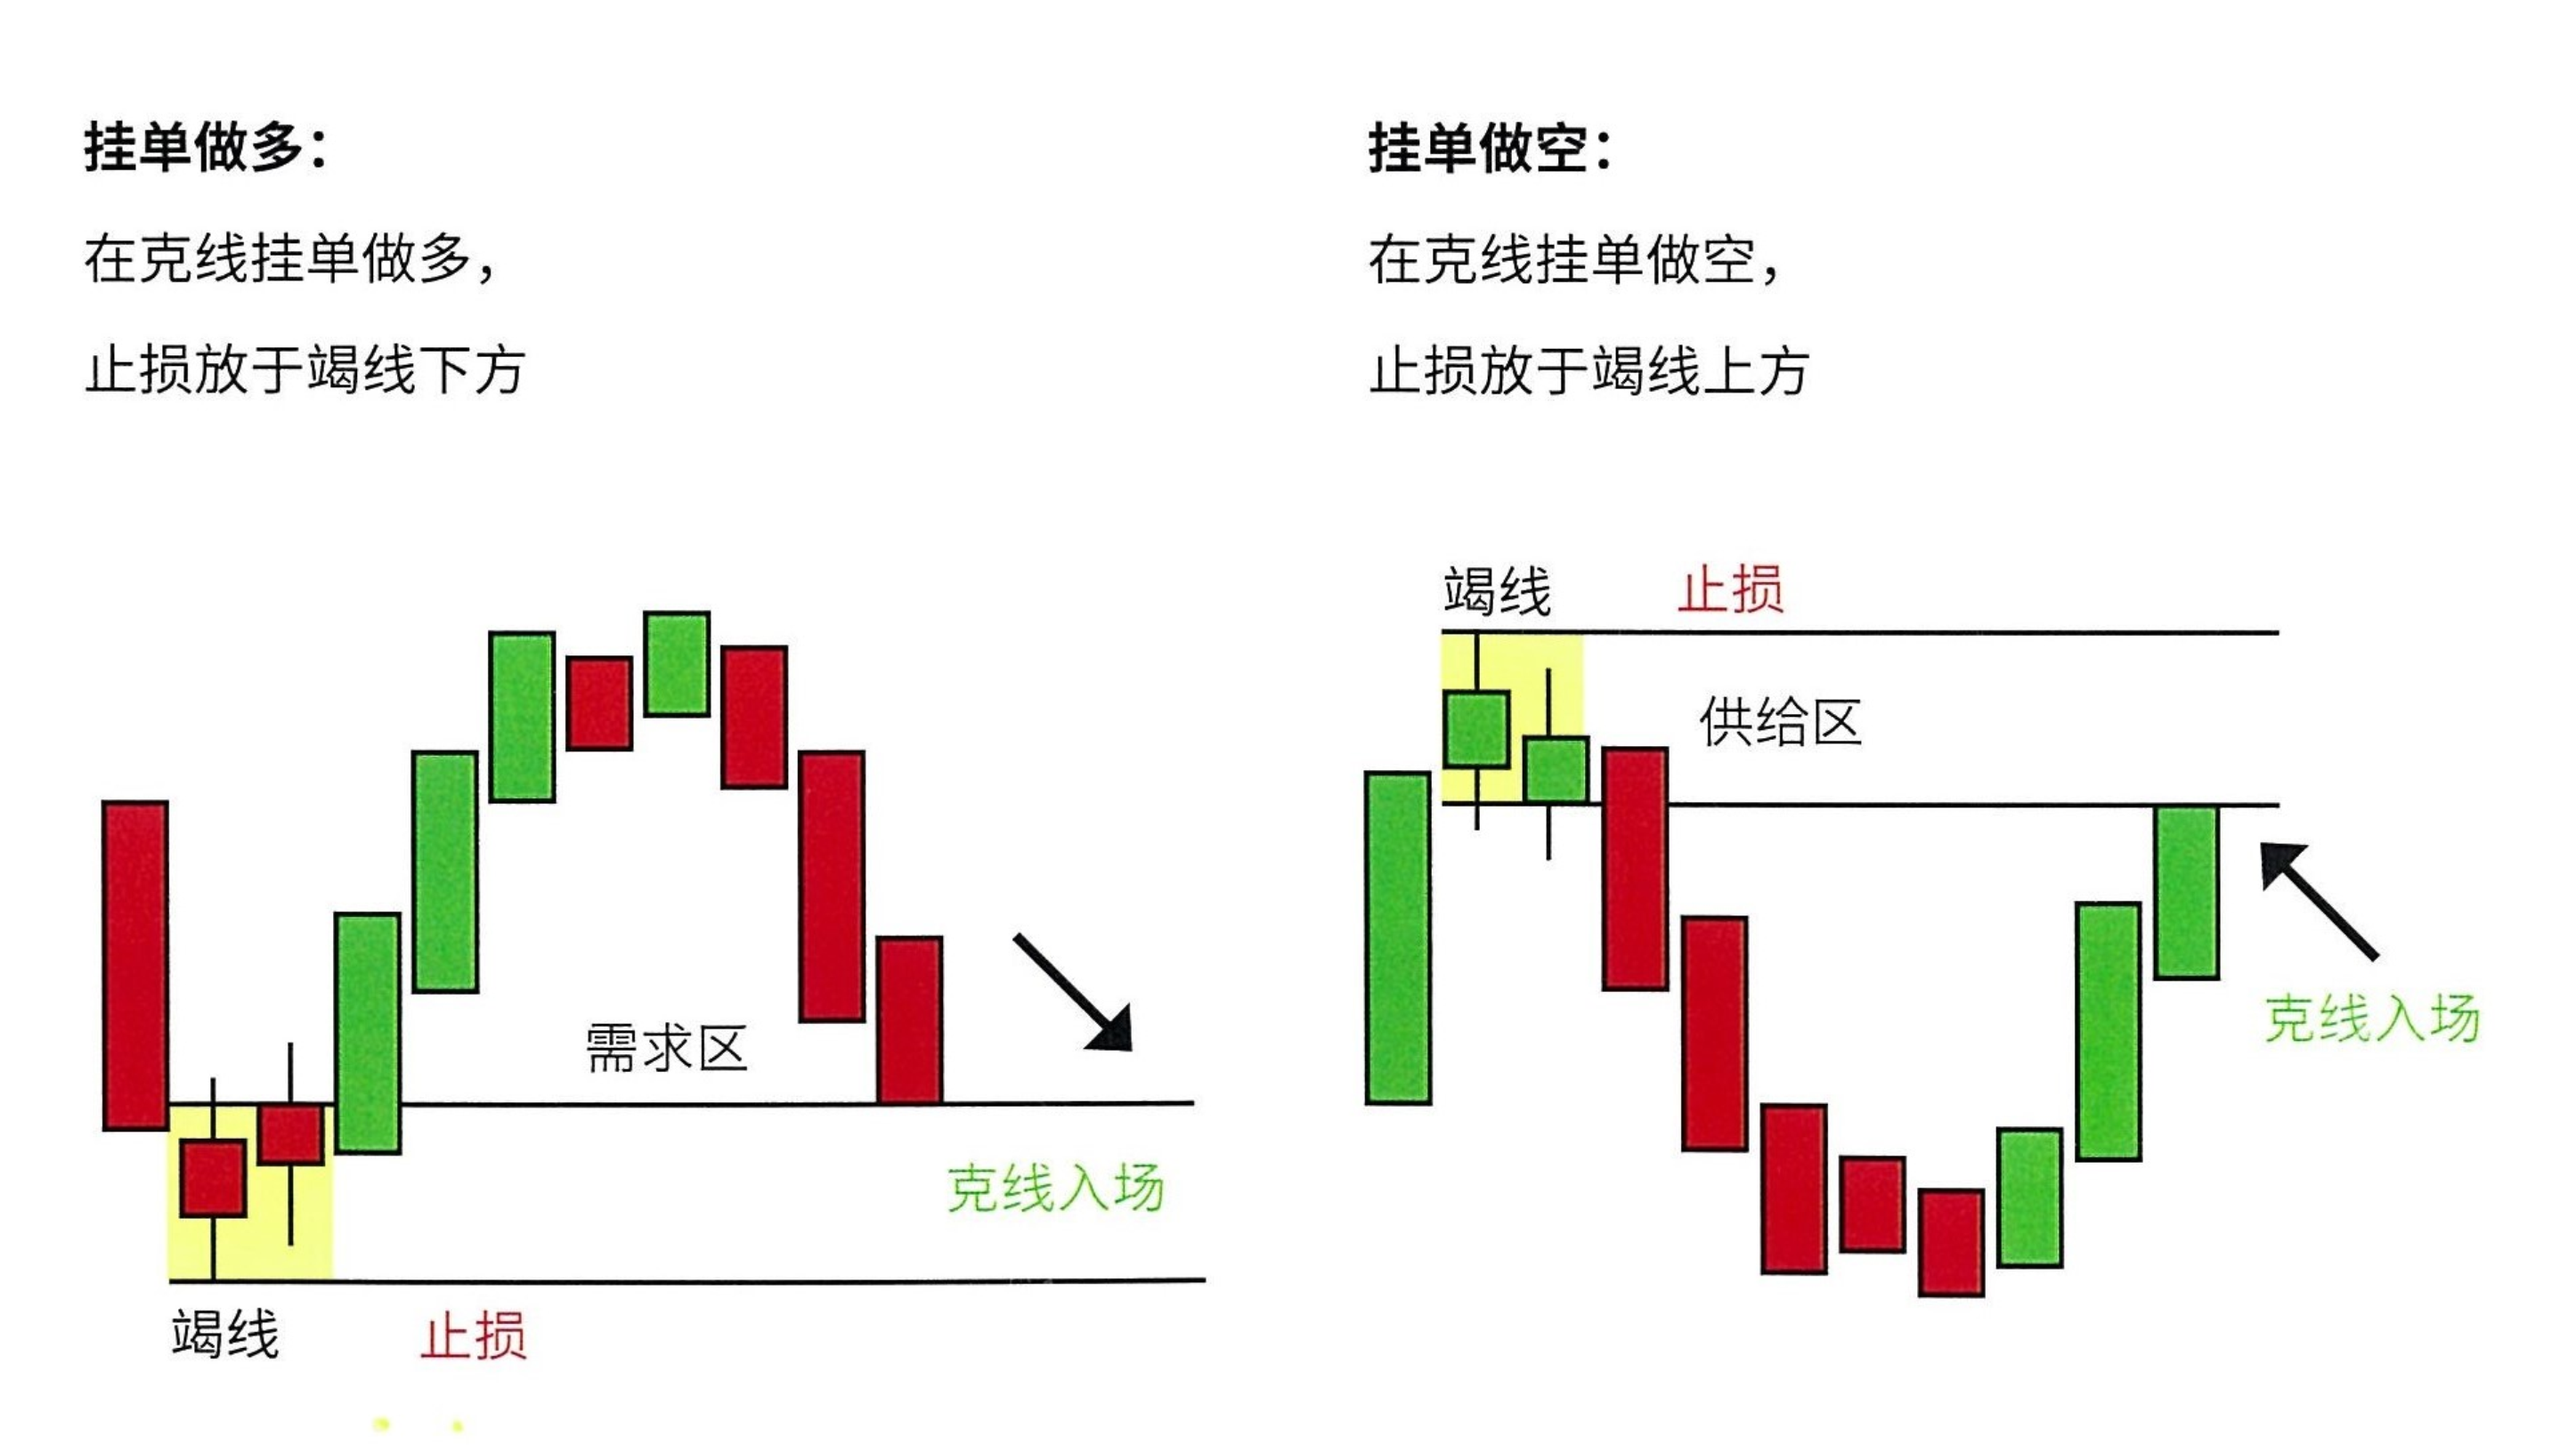 挂单做多：
在克线挂单做多，
止损放于竭线下方
需求区
克线入场
竭线
止损
挂单做空：
在克线挂单做空，
止损放于竭线上方
竭线
止损
供给区
克线入场